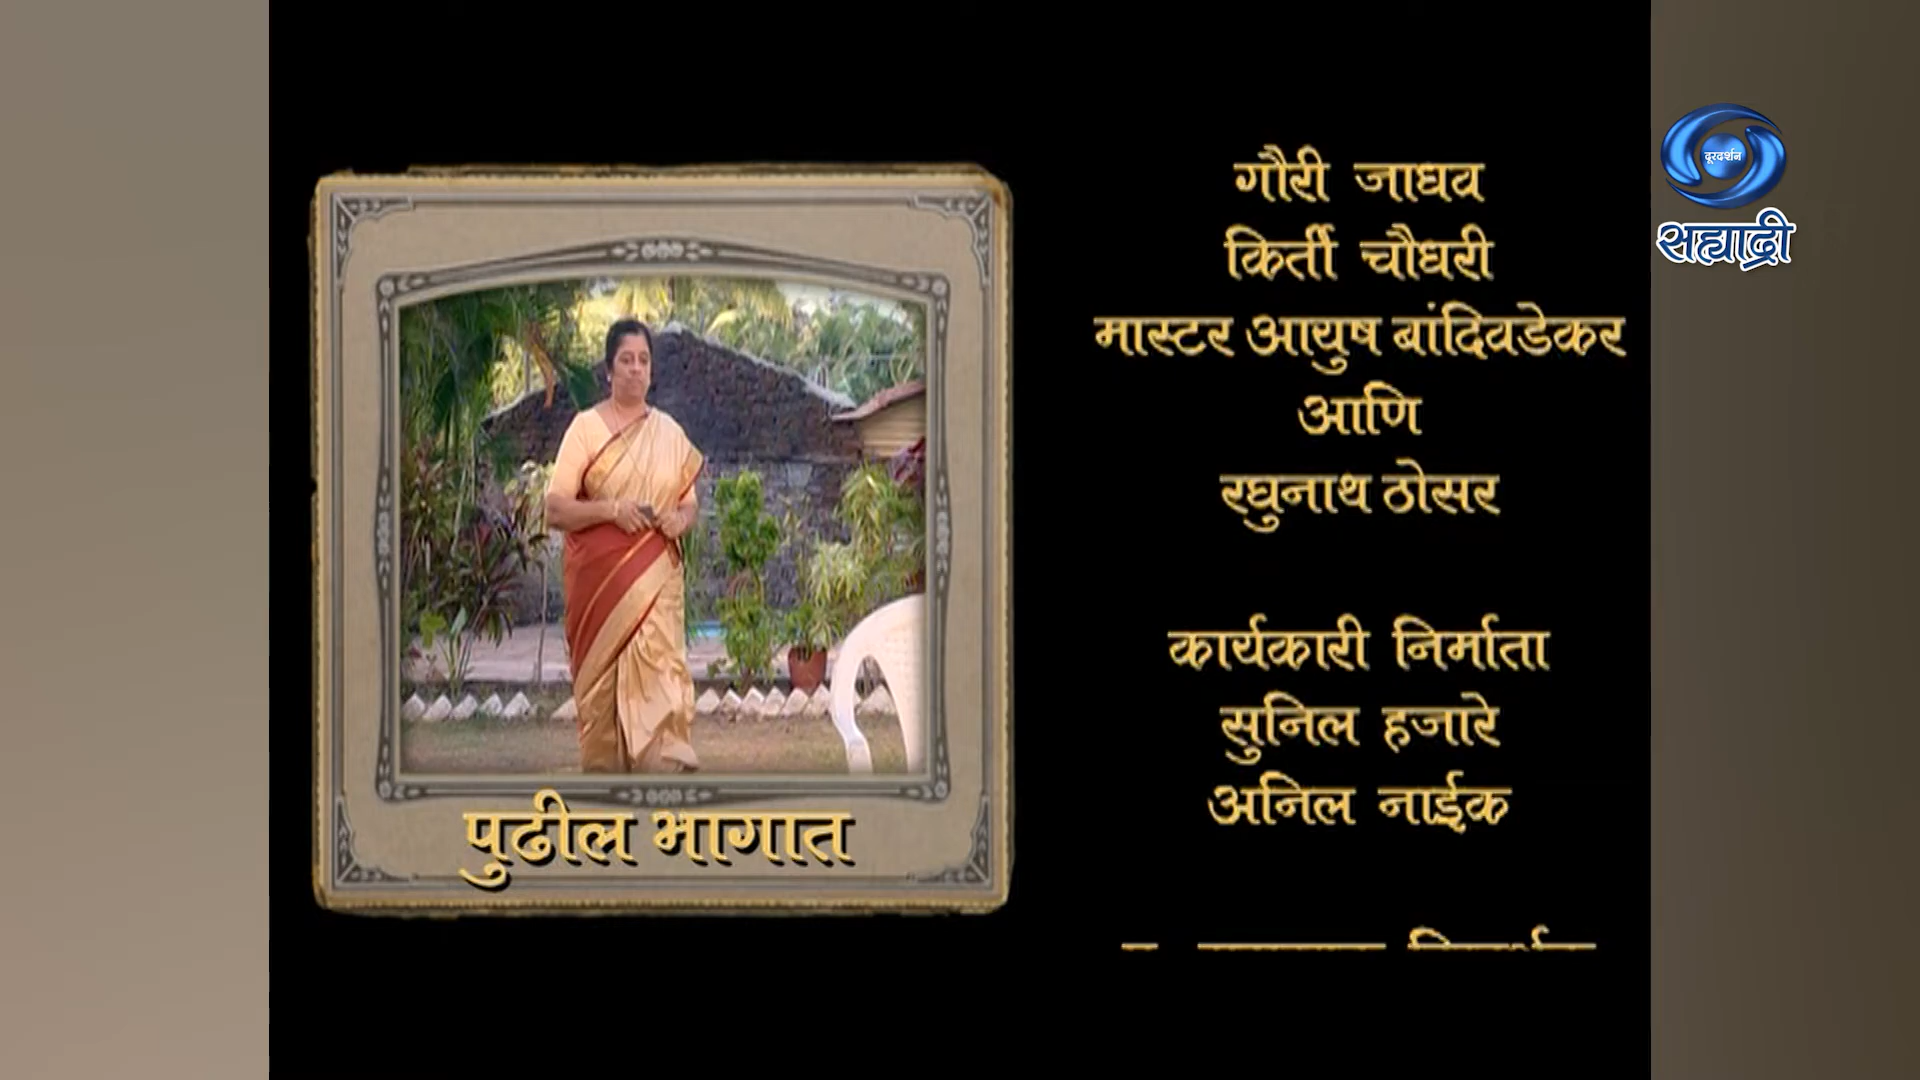 गौरी जाधव
किर्ती चौधरी
मास्टर आयुष बांदिवडेकर
आणि
रघुनाथ ठोसर
कार्यकारी निर्माता
सुनिल हजारे
अनिल नाईक
पुढील भागात
दूरदर्शन
सह्याद्री